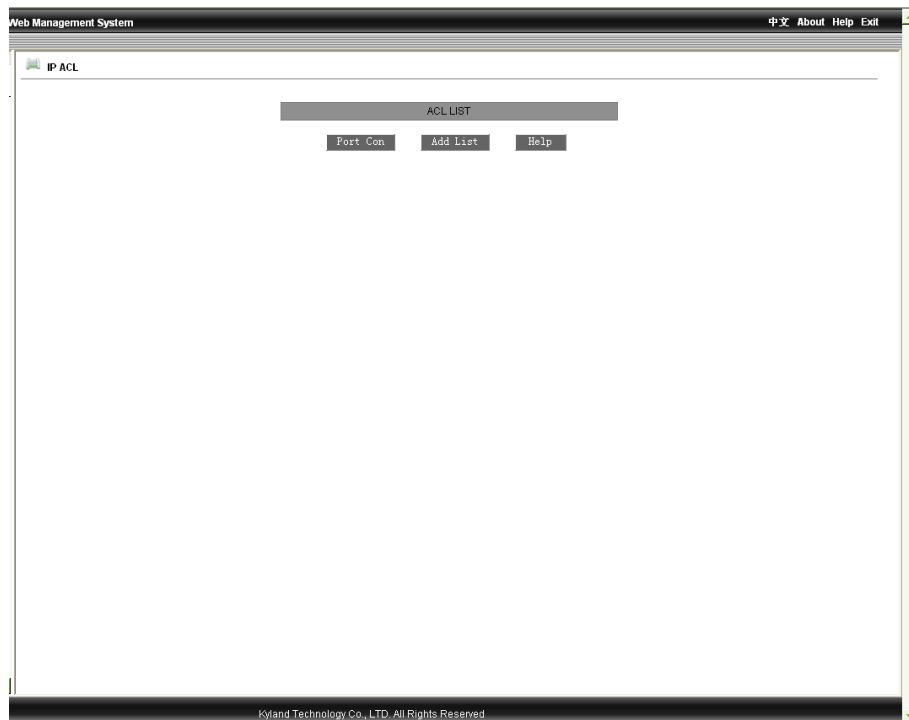 Web Management System 中文 About Help Exit
IP ACL
ACL LIST
Port Con Add List Help
Kyland Technology Co., LTD. All Rights Reserved